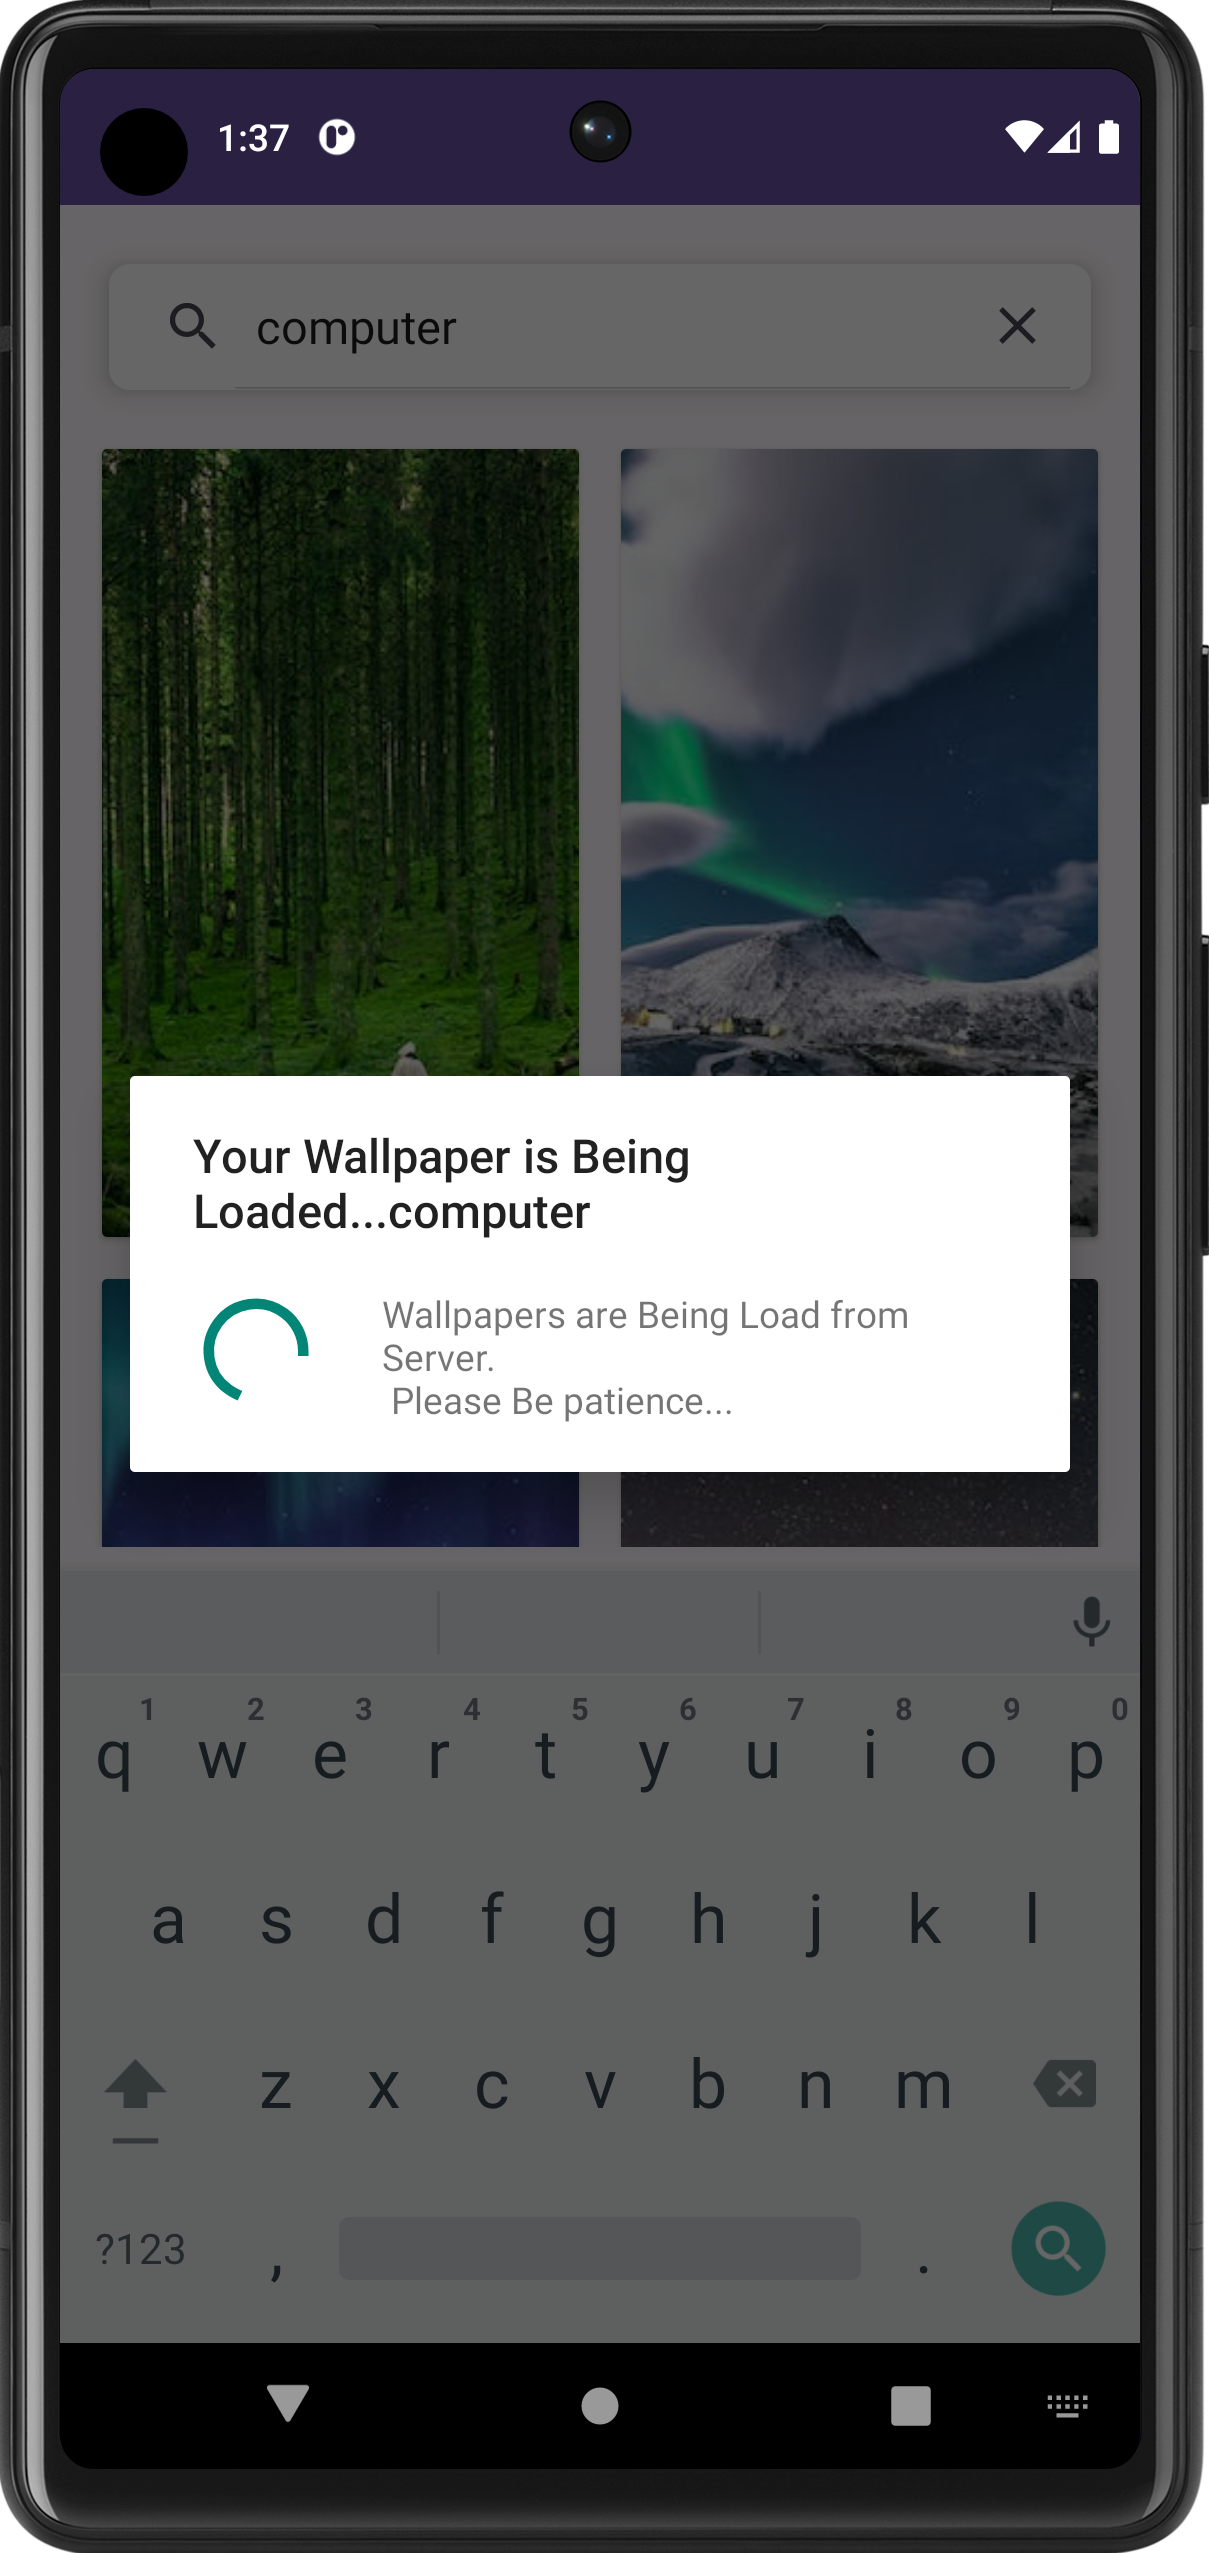 1:37
computer
Your Wallpaper is Being
Loaded...computer
Wallpapers are Being Load from
Server.
Please Be patience...
1 2 3 4 5 6 7 8 9 0
q w e r t y u i o p
a s d f g h j k l
z x c v b n m
?123 , .